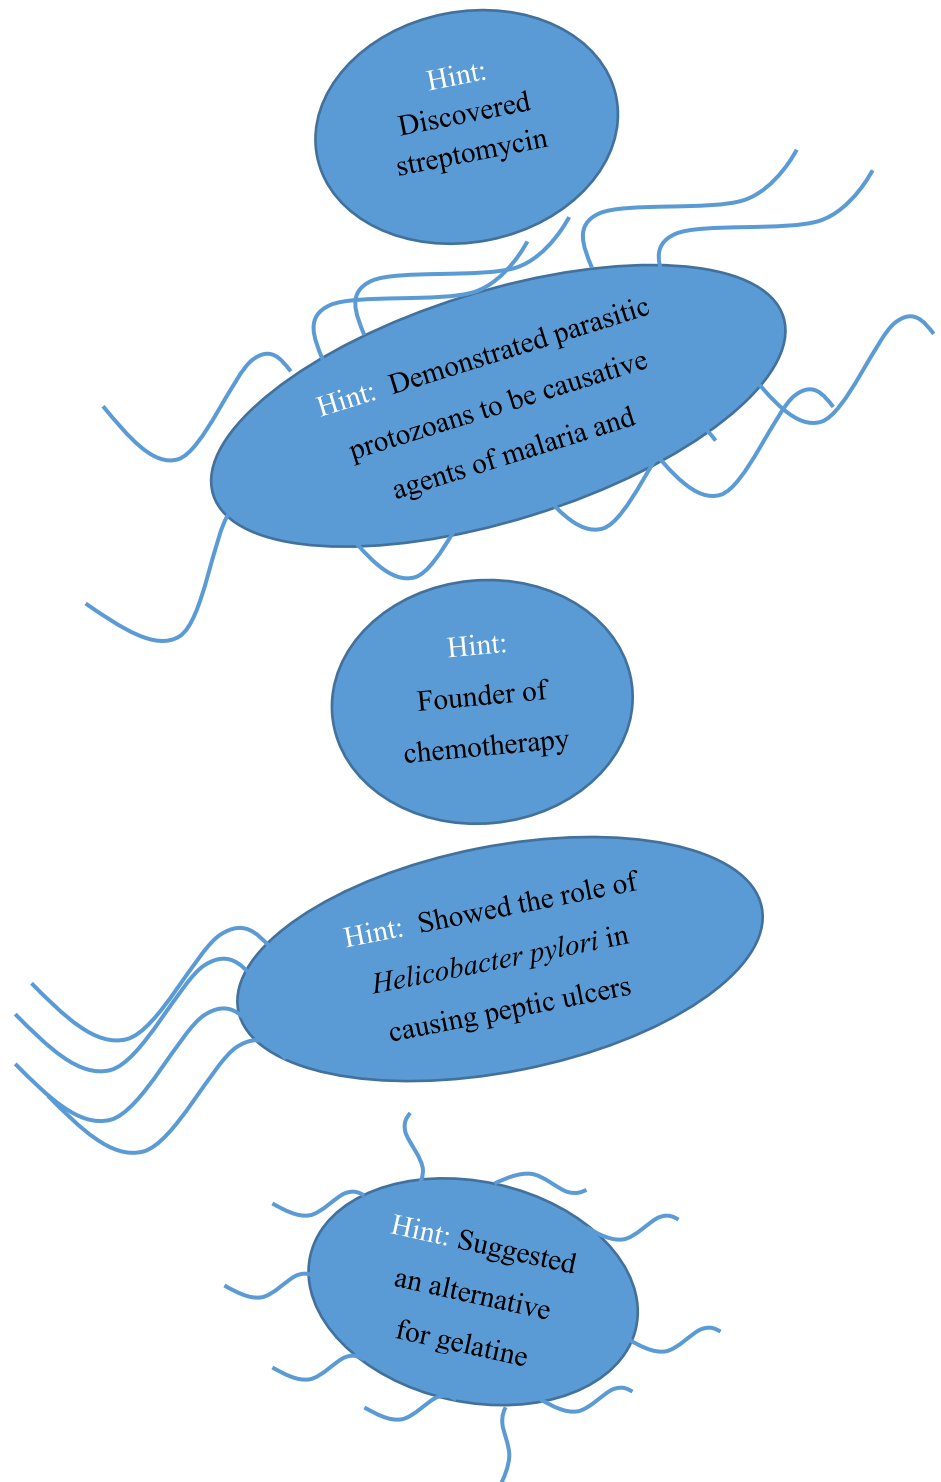 Hint:
Discovered
streptomycin
Hint: Demonstrated parasitic
protozoans to be causative
agents of malaria and
Hint:
Founder of
chemotherapy
Hint: Showed the role of
Helicobacter pylori in
causing peptic ulcers
Hint: Suggested
an alternative
for gelatine